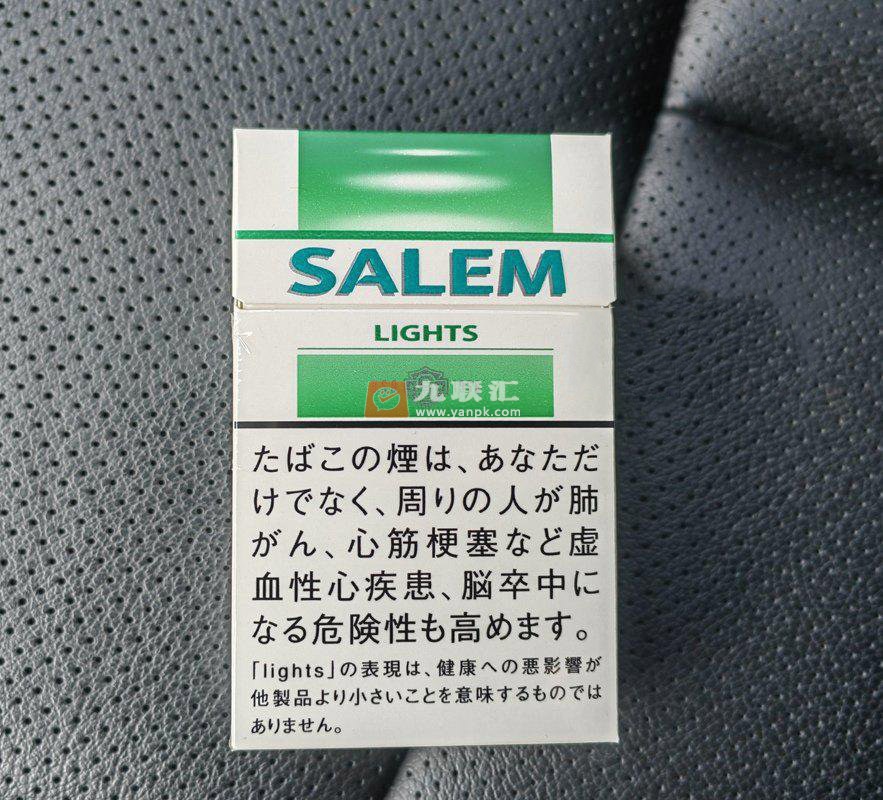 SALEM
LIGHTS
九联汇
www.yanpk.com
たばこの煙は、あなただ
けでなく、周りの人が肺
がん、心筋梗塞など虚
血性心疾患、脳卒中に
なる危険性も高めます。
「lights」の表現は、健康への悪影響が
他製品より小さいことを意味するものでは
ありません。